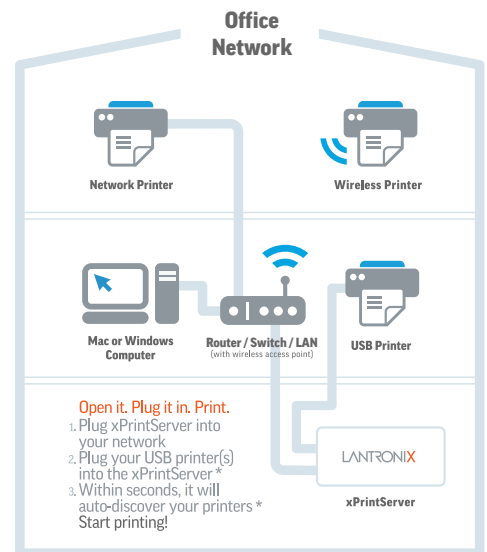 Office
Network
Network Printer
Wireless Printer
Mac or Windows
Computer
Router / Switch / LAN
(with wireless access point)
USB Printer
Open it. Plug it in. Print.
1. Plug xPrintServer into
your network
2. Plug your USB printer(s)
into the xPrintServer *
3. Within seconds, it will
auto-discover your printers *
Start printing!
LANTRONIX
xPrintServer